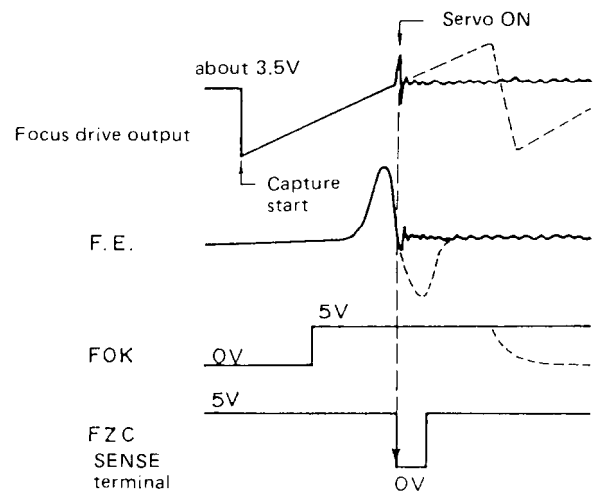 Servo ON
about 3.5V
Focus drive output
Capture
start
F.E.
5V
FOK
0V
5V
FZC
SENSE
terminal
0V